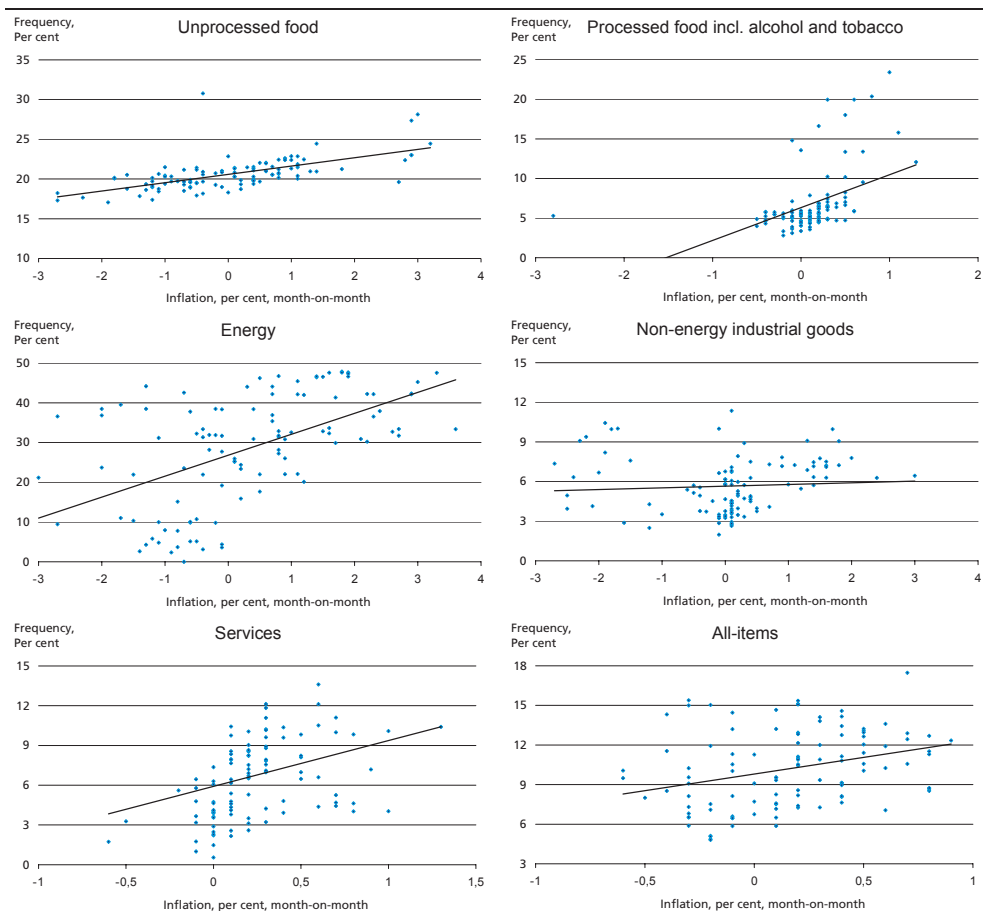 Frequency,
Per cent
Unprocessed food
35
30
25
20
15
10
-3 -2 -1 0 1 2 3 4
Inflation, per cent, month-on-month
Frequency,
Per cent
Processed food incl. alcohol and tobacco
25
20
15
10
5
0
-3 -2 -1 0 1 2
Inflation, per cent, month-on-month
Frequency,
Per cent
Energy
50
40
30
20
10
0
-3 -2 -1 0 1 2 3 4
Inflation, per cent, month-on-month
Frequency,
Per cent
Non-energy industrial goods
15
12
9
6
3
0
-3 -2 -1 0 1 2 3 4
Inflation, per cent, month-on-month
Frequency,
Per cent
Services
15
12
9
6
3
0
-1 -0,5 0 0,5 1 1,5
Inflation, per cent, month-on-month
Frequency,
Per cent
All-items
18
15
12
9
6
3
-1 -0,5 0 0,5 1
Inflation, per cent, month-on-month